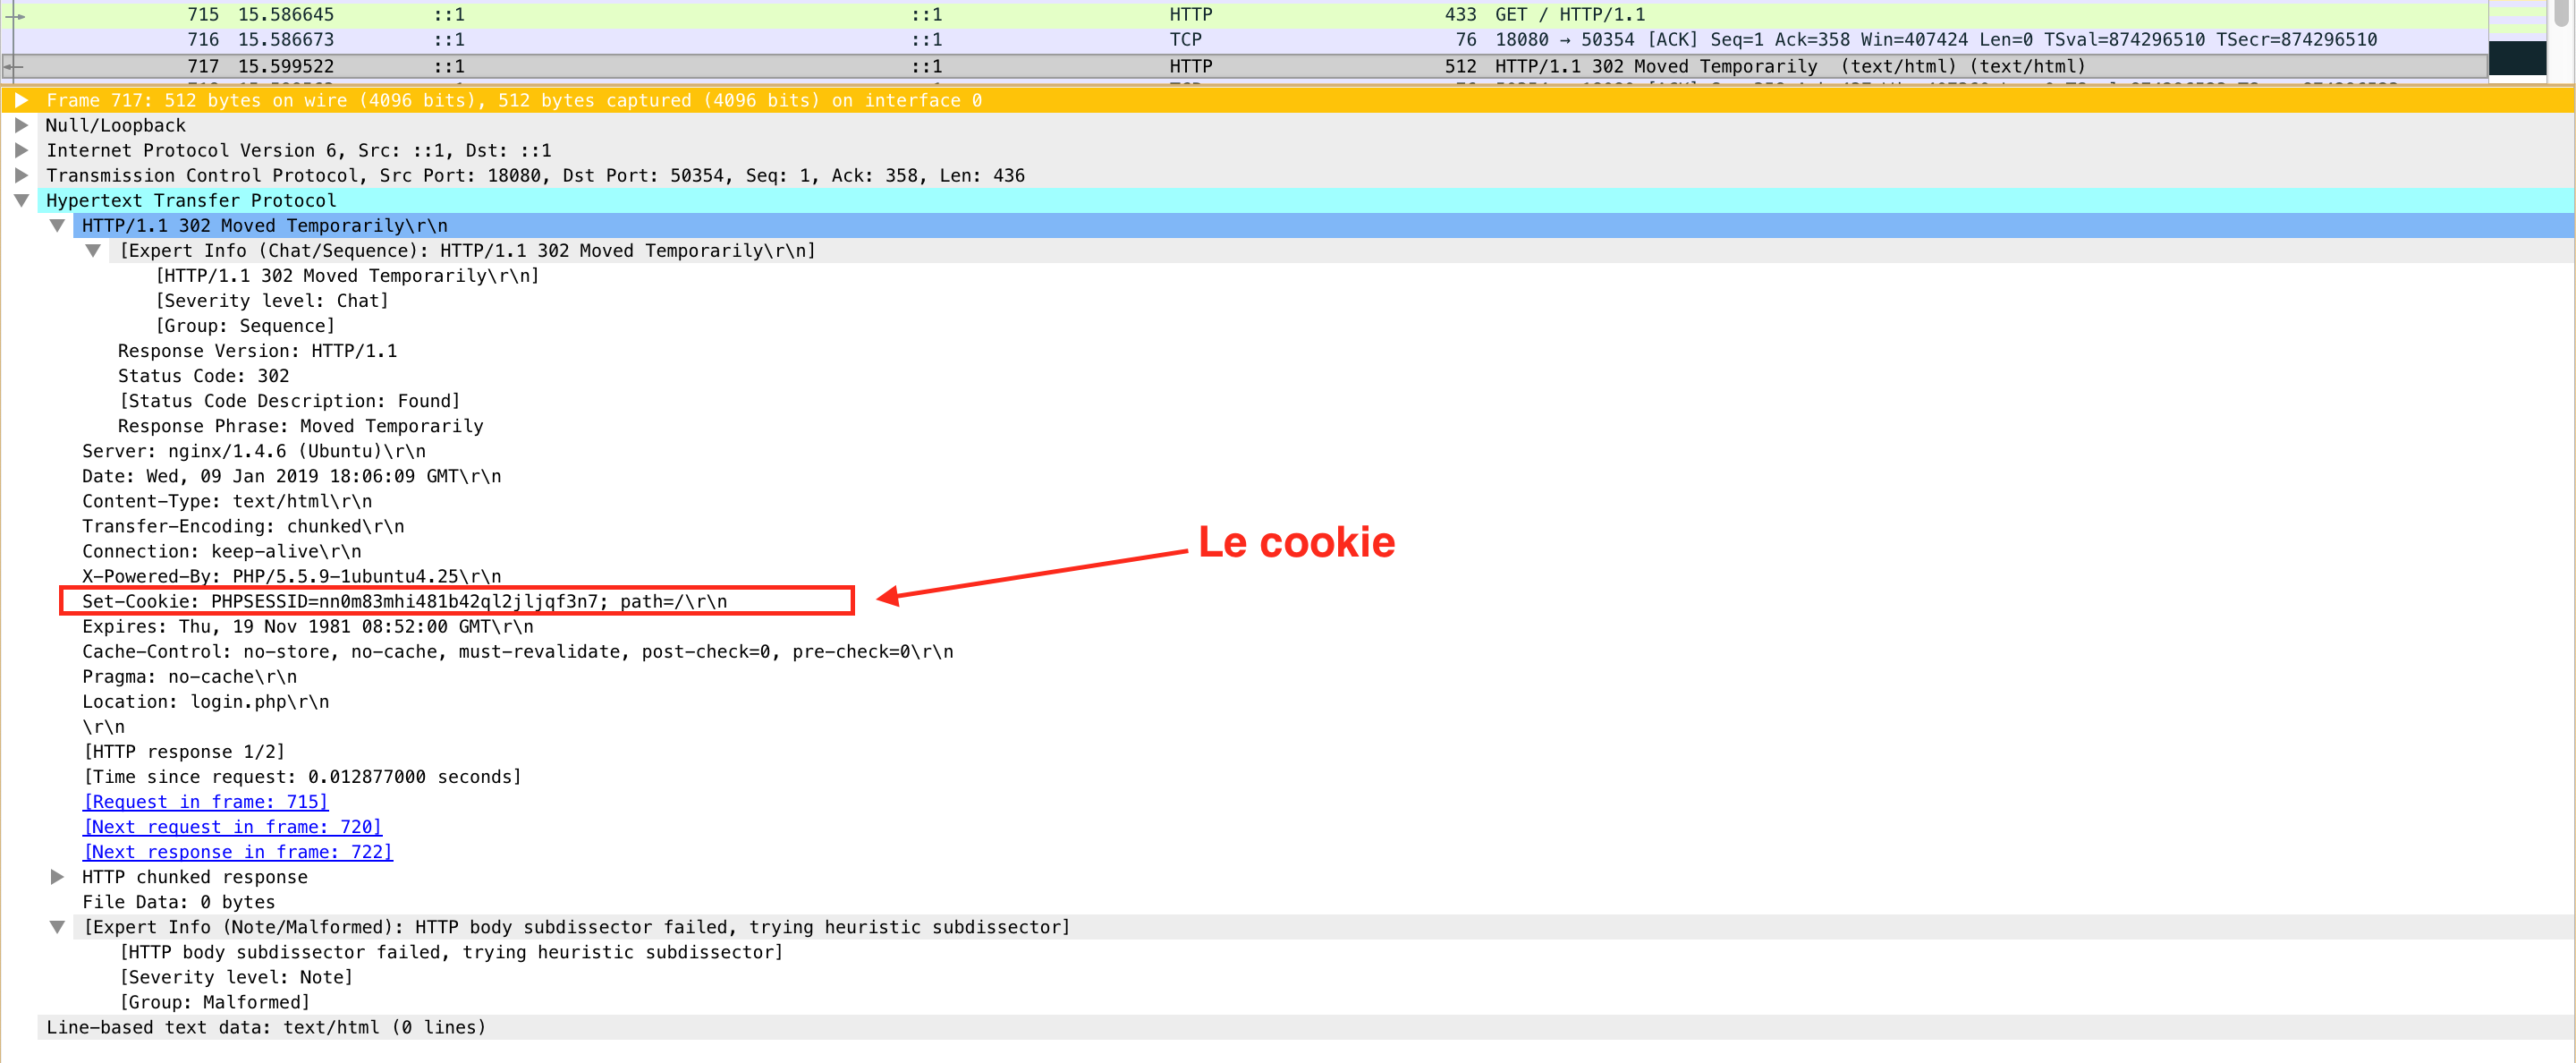 715 15.586645 ::1 ::1 HTTP 433 GET / HTTP/1.1
716 15.586673 ::1 ::1 TCP 76 18080 → 50354 [ACK] Seq=1 Ack=358 Win=407424 Len=0 TSval=874296510 TSecr=874296510
717 15.599522 ::1 ::1 HTTP 512 HTTP/1.1 302 Moved Temporarily (text/html) (text/html)
Frame 717: 512 bytes on wire (4096 bits), 512 bytes captured (4096 bits) on interface 0
Null/Loopback
Internet Protocol Version 6, Src: ::1, Dst: ::1
Transmission Control Protocol, Src Port: 18080, Dst Port: 50354, Seq: 1, Ack: 358, Len: 436
Hypertext Transfer Protocol
HTTP/1.1 302 Moved Temporarily\r\n
[Expert Info (Chat/Sequence): HTTP/1.1 302 Moved Temporarily\r\n]
[HTTP/1.1 302 Moved Temporarily\r\n]
[Severity level: Chat]
[Group: Sequence]
Response Version: HTTP/1.1
Status Code: 302
[Status Code Description: Found]
Response Phrase: Moved Temporarily
Server: nginx/1.4.6 (Ubuntu)\r\n
Date: Wed, 09 Jan 2019 18:06:09 GMT\r\n
Content-Type: text/html\r\n
Transfer-Encoding: chunked\r\n
Connection: keep-alive\r\n
Le cookie
X-Powered-By: PHP/5.5.9-1ubuntu4.25\r\n
Set-Cookie: PHPSESSID=nn0m83mhi481b42ql2jljqf3n7; path=/\r\n
Expires: Thu, 19 Nov 1981 08:52:00 GMT\r\n
Cache-Control: no-store, no-cache, must-revalidate, post-check=0, pre-check=0\r\n
Pragma: no-cache\r\n
Location: login.php\r\n
\r\n
[HTTP response 1/2]
[Time since request: 0.012877000 seconds]
[Request in frame: 715]
[Next request in frame: 720]
[Next response in frame: 722]
HTTP chunked response
File Data: 0 bytes
[Expert Info (Note/Malformed): HTTP body subdissector failed, trying heuristic subdissector]
[HTTP body subdissector failed, trying heuristic subdissector]
[Severity level: Note]
[Group: Malformed]
Line-based text data: text/html (0 lines)